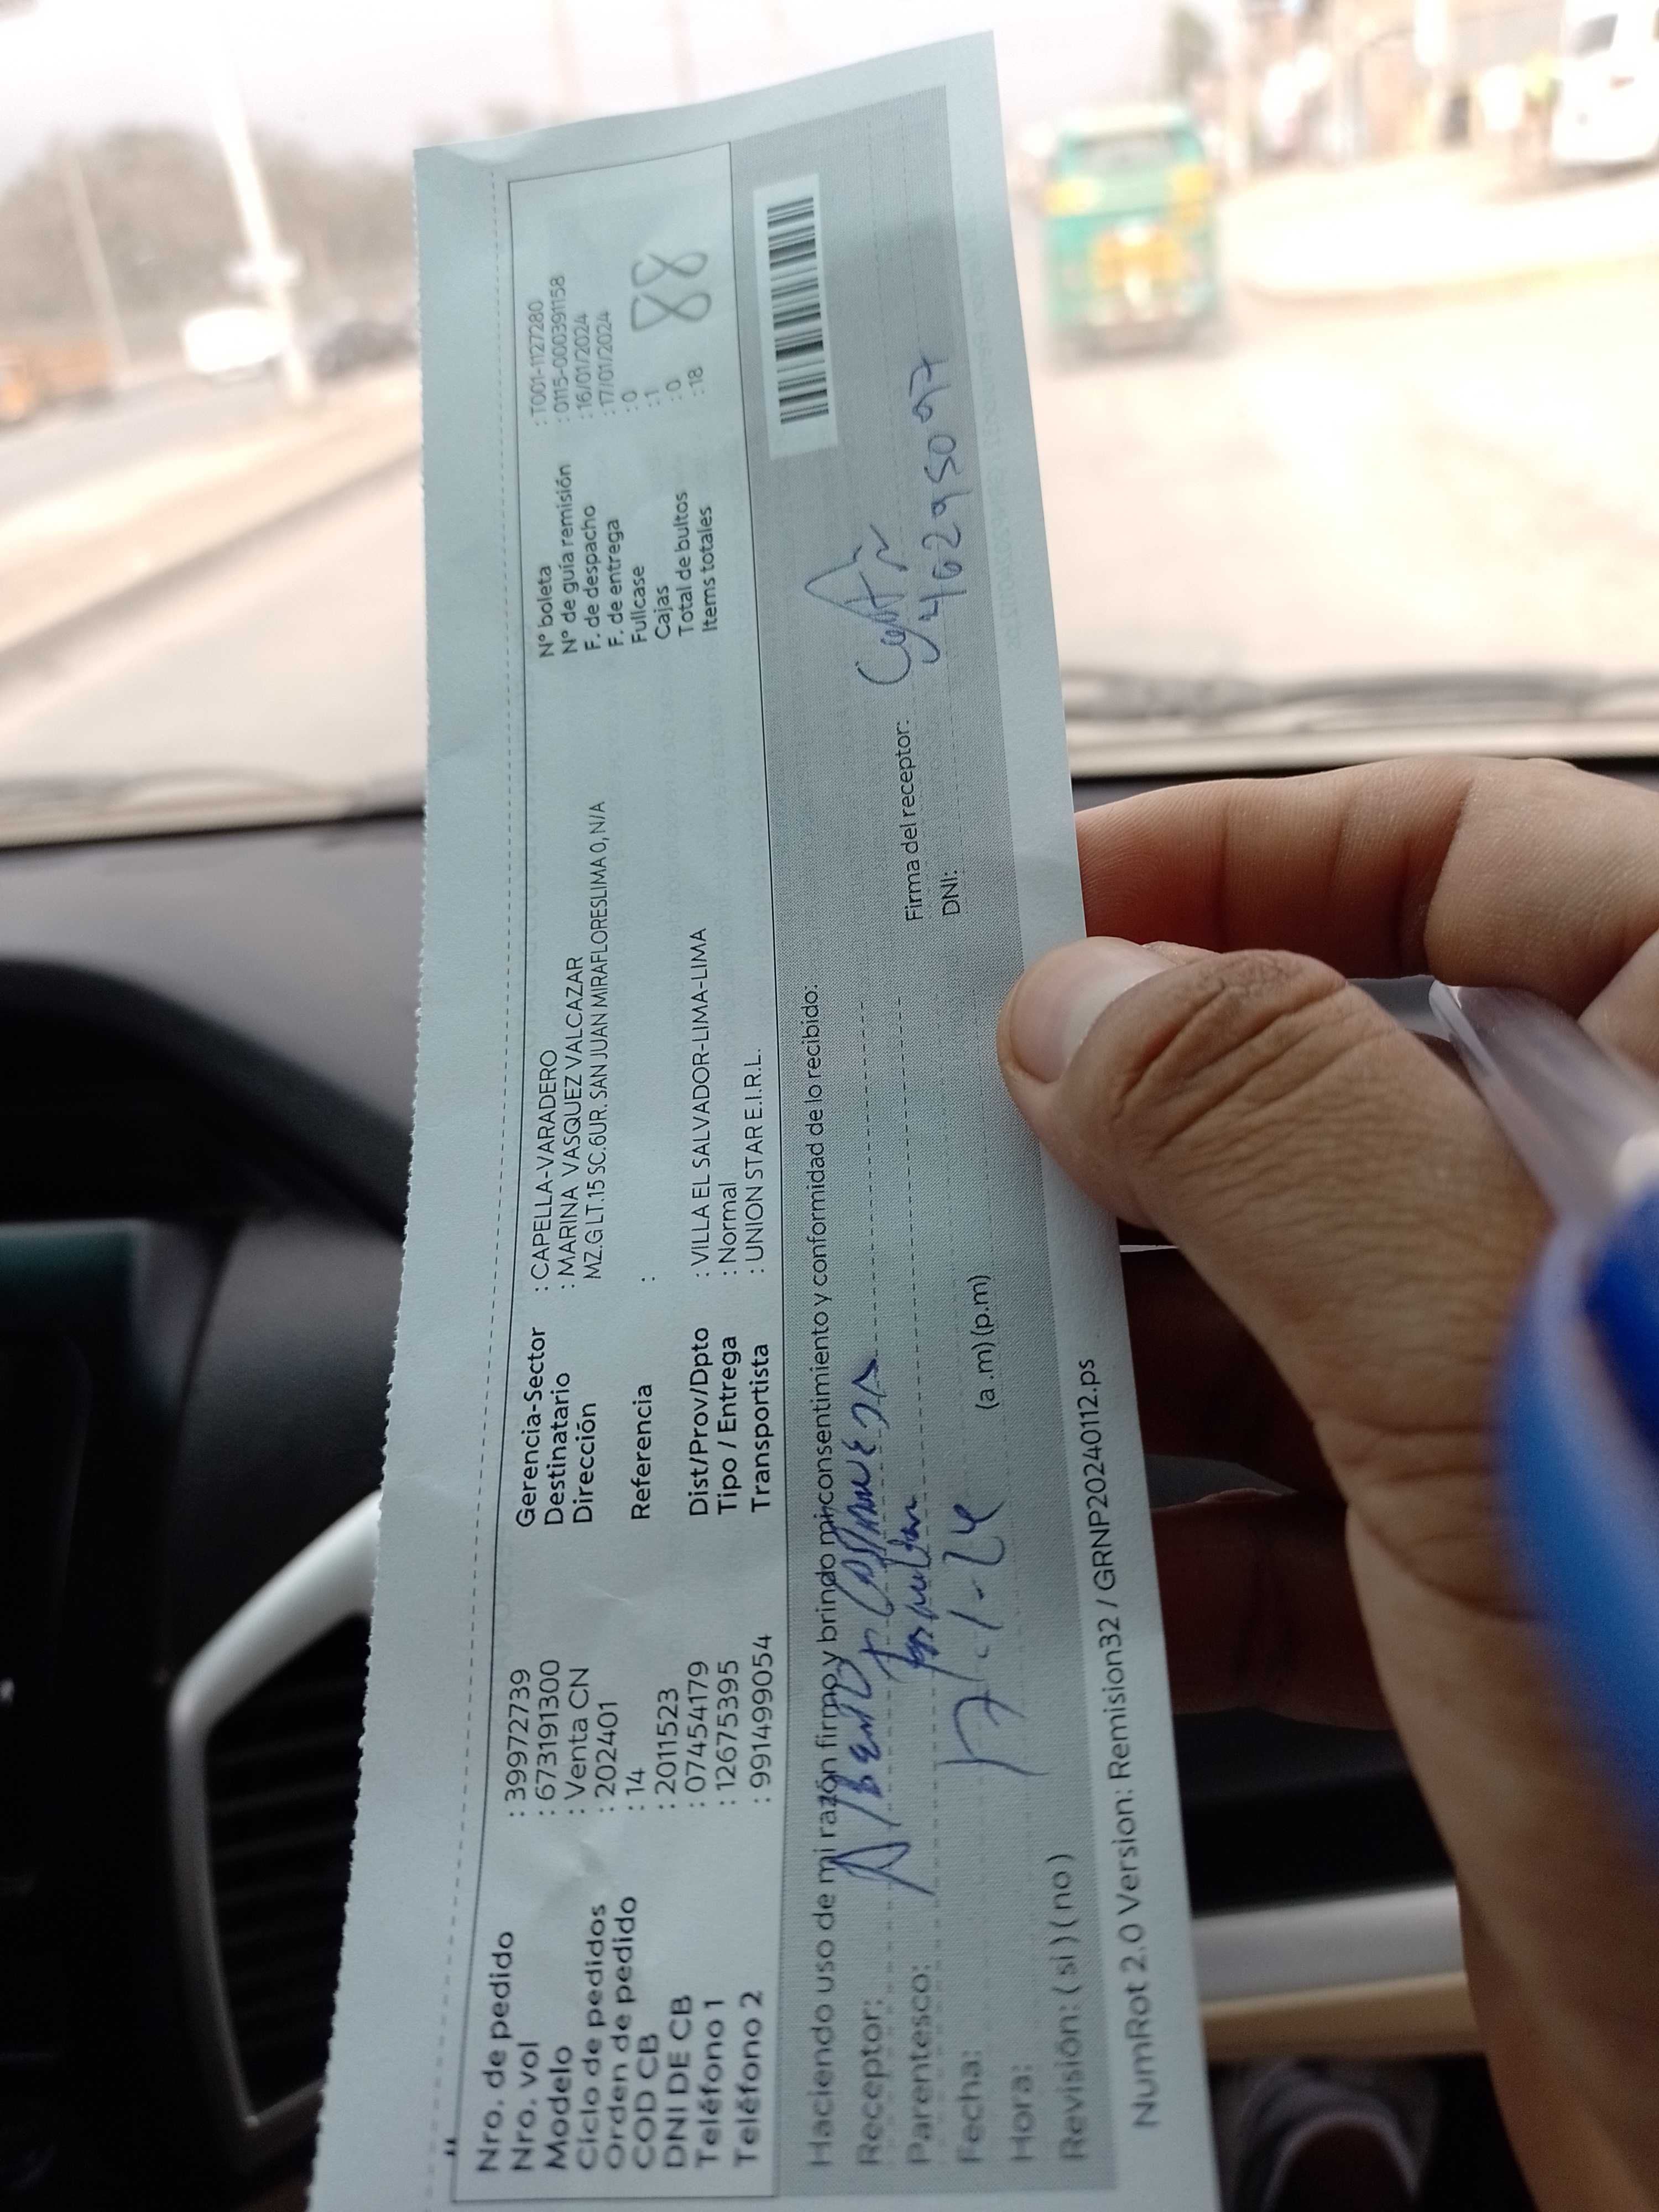 Nro. de pedido : 39972739
Nro. vol : 6731913​00
Modelo : Venta CN
Ciclo de pedidos : 202401
Orden de pedido : 14
COD CB : 2011523
DNI DE CB : 07454179
Teléfono 1 : 12675395
Teléfono 2 : 991499054
Gerencia-Sector : CAPELLA-VARADERO
Destinatario : MARINA VASQUEZ VALCAZAR
Dirección MZ.G LT.15 SC.6UR. SAN JUAN MIRAFLORESLIMA 0, N/A
Referencia :
Dist/Prov/Dpto : VILLA EL SALVADOR-LIMA-LIMA
Tipo / Entrega : Normal
Transportista : UNION STAR E.I.R.L.
N° boleta : T001-1127280
N° de guía remisión : 0115-000391158
F. de despacho : 16/01/2024
F. de entrega : 17/01/2024
Fullcase : 0
Cajas : 1
Total de bultos : 0
Items totales : 18
88
Haciendo uso de mi razón firmo y brindo mi consentimiento y conformidad de lo recibido:
Receptor:
Parentesco:
Fecha: 17-1-24
Hora: (a.m) (p.m)
Revisión: ( si ) ( no )
Firma del receptor:
DNI: 46295097
NumRot 2.0 Version: Remision32 / GRNP20240112.ps